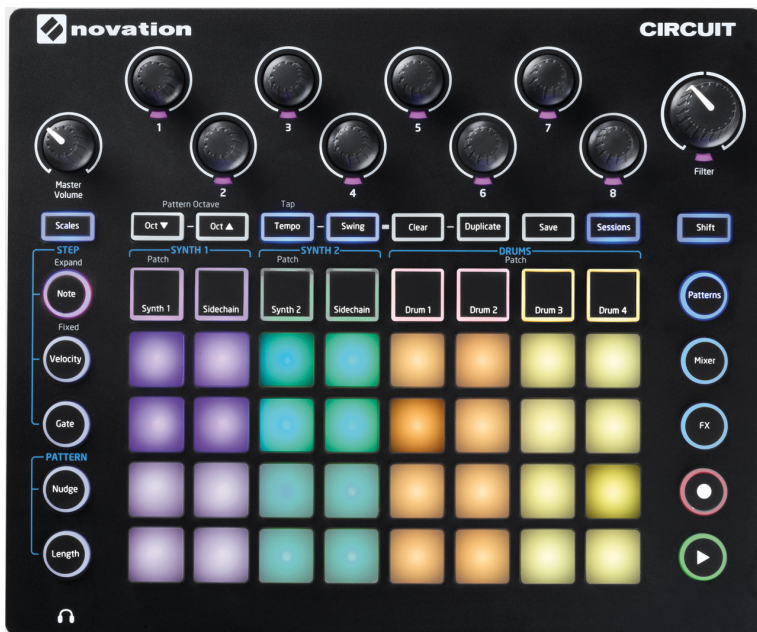 novation
CIRCUIT
1
3
5
7
2
4
6
8
Master
Volume
Filter
Pattern Octave
Tap
Scales
Oct ▼
Oct ▲
Tempo
Swing
Clear
Duplicate
Save
Sessions
Shift
STEP
SYNTH 1
SYNTH 2
DRUMS
Expand
Patch
Patch
Patch
Note
Synth 1
Sidechain
Synth 2
Sidechain
Drum 1
Drum 2
Drum 3
Drum 4
Patterns
Fixed
Velocity
Mixer
Gate
FX
PATTERN
Nudge
Length